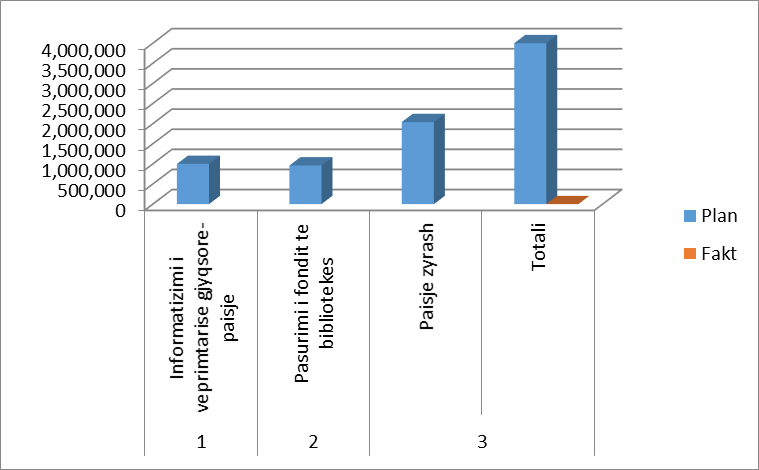 4,000,000
3,500,000
3,000,000
2,500,000
2,000,000
1,500,000
1,000,000
500,000
0
Informatizimi i
veprimtarise gjyqsore-
paisje
Pasurimi i fondit te
bibliotekes
Paisje zyrash
Totali
1
2
3
Plan
Fakt